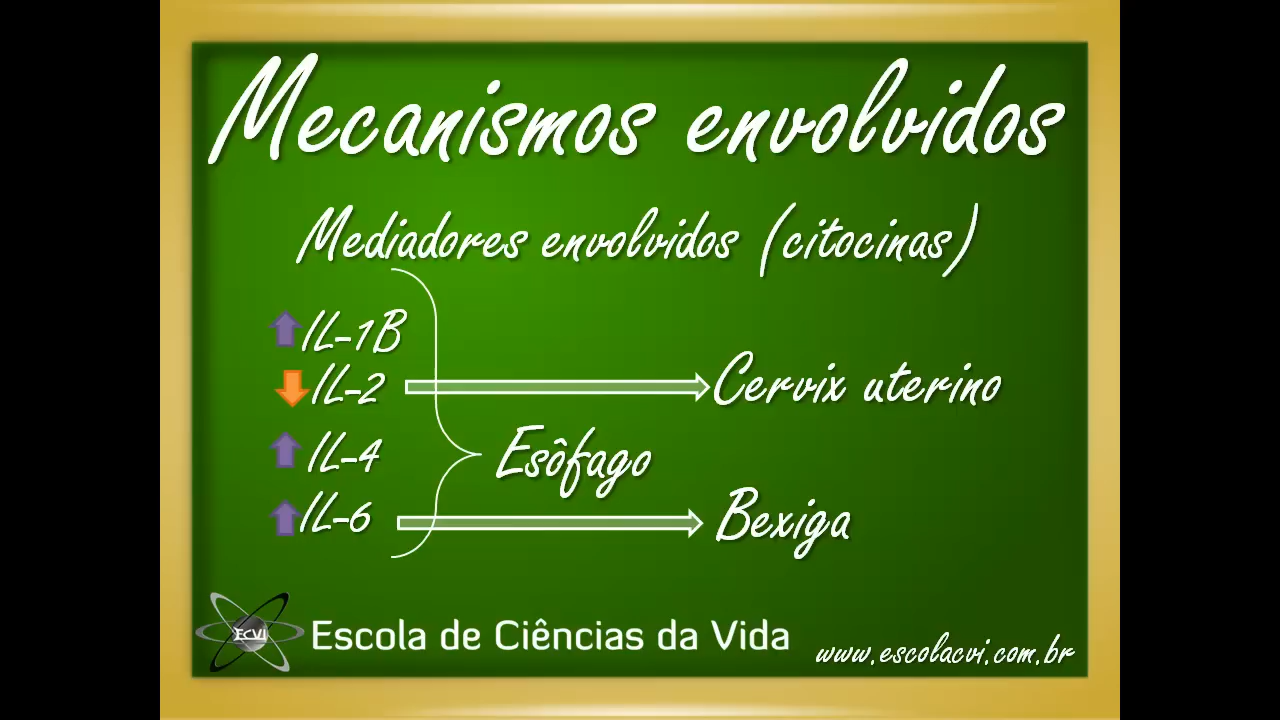 Mecanismos envolvidos
Mediadores envolvidos (citocinas)
IL-1B
IL-2
Cervix uterino
IL-4
Esôfago
IL-6
Bexiga
ECVI
Escola de Ciências da Vida
www.escolacvi.com.br